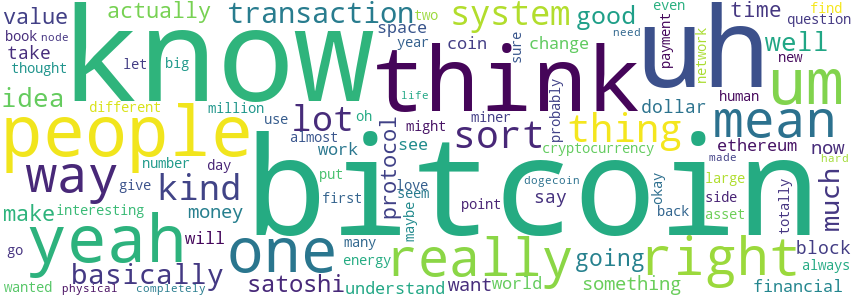 value
actually
transaction
two
system
good
time
find
even
question
book
node
know
space
coin
sure
change
payment
uh
well
take
year
think
network
new
thought
let
big
need
um
idea
life
dollar
human
different
million
lot
oh
miner
probably
mean
people
use
might
sort
thing
ethereum
almost
work
protocol
see
cryptocurrency
now
way
number
day
bitcoin
made
hard
give
kind
put
love
seem
dogecoin
okay
large
side
much
first
maybe
say
totally
make
interesting
money
point
back
asset
yeah
will
one
many
really
going
right
block
go
basically
energy
always
wanted
physical
completely
satoshi
understand
want
world
something
financial